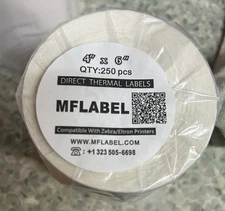 4" x 6"
QTY:250 pcs
DIRECT THERMAL LABELS
MFLABEL
Compatible With Zebra/Eltron Printers
WWW.MFLABEL.COM
☎:+1 323 505-6698